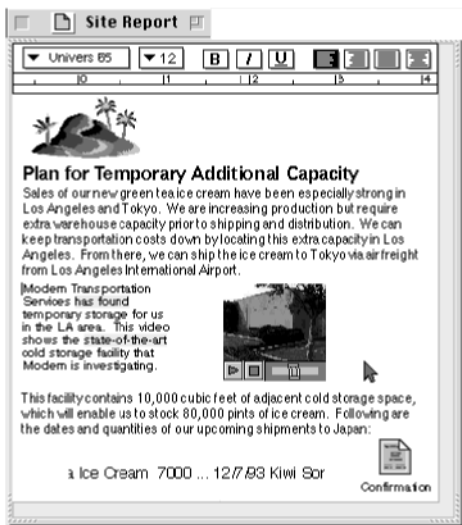 Site Report
Univers 65 12 B I U
0 1 2 3 4
Plan for Temporary Additional Capacity
Sales of our new green tea ice cream have been especially strong in
Los Angeles and Tokyo. We are increasing production but require
extra warehouse capacity prior to shipping and distribution. We can
keep transportation costs down by locating this extra capacity in Los
Angeles. From there, we can ship the ice cream to Tokyo via air freight
from Los Angeles International Airport.
Modern Transportation
Services has found
temporary storage for us
in the LA area. This video
shows the state-of-the-art
cold storage facility that
Modern is investigating.
This facility contains 10,000 cubic feet of adjacent cold storage space,
which will enable us to stock 80,000 pints of ice cream. Following are
the dates and quantities of our upcoming shipments to Japan:
a Ice Cream 7000 ... 12/7/93 Kiwi Sor
Confirmation